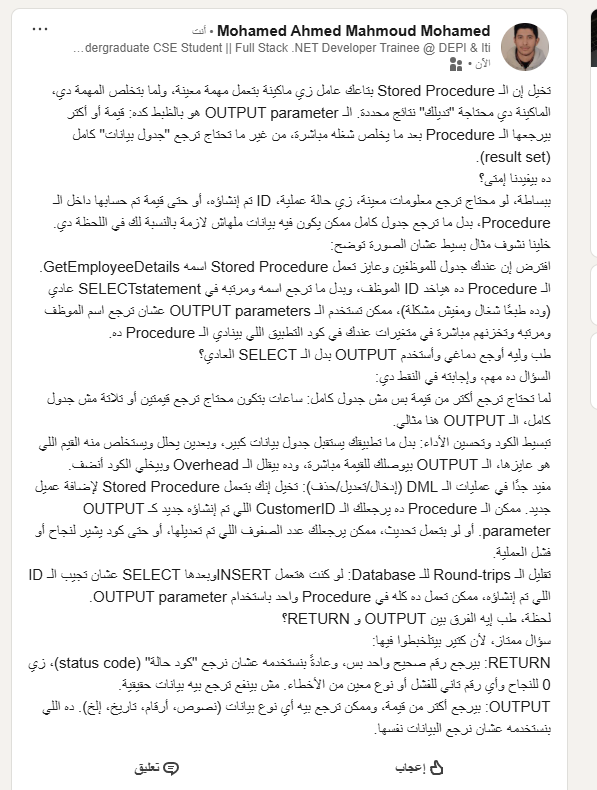 Mohamed Ahmed Mahmoud Mohamed • أنت
...dergraduate CSE Student || Full Stack .NET Developer Trainee @ DEPI & Iti
الآن •
تخيل إن الـ Stored Procedure بتاعك عامل زي ماكينة بتعمل مهمة معينة، ولما بتخلص المهمة دي،
الماكينة دي محتاجة "تديلك" نتائج محددة. الـ OUTPUT parameter هو بالظبط كده: قيمة أو أكتر
بيرجعها الـ Procedure بعد ما يخلص شغله مباشرة، من غير ما تحتاج ترجع "جدول بيانات" كامل
(result set).
ده بيفيدنا إمتى؟
ببساطة، لو محتاج ترجع معلومات معينة، زي حالة عملية، ID تم إنشاؤه، أو حتى قيمة تم حسابها داخل الـ
Procedure، بدل ما ترجع جدول كامل ممكن يكون فيه بيانات ملهاش لازمة بالنسبة لك في اللحظة دي.
خلينا نشوف مثال بسيط عشان الصورة توضح:
افترض إن عندك جدول للموظفين وعايز تعمل Stored Procedure اسمه GetEmployeeDetails.
الـ Procedure ده هياخد ID الموظف، وبدل ما ترجع اسمه ومرتبه في SELECTstatement عادي
(وده طبعًا شغال ومفيش مشكلة)، ممكن تستخدم الـ OUTPUT parameters عشان ترجع اسم الموظف
ومرتبه وتخزنهم مباشرة في متغيرات عندك في كود التطبيق اللي بينادي الـ Procedure ده.
طب وليه أوجع دماغي وأستخدم OUTPUT بدل الـ SELECT العادي؟
السؤال ده مهم، وإجابته في النقط دي:
لما تحتاج ترجع أكتر من قيمة بس مش جدول كامل: ساعات بتكون محتاج ترجع قيمتين أو تلاتة مش جدول
كامل، الـ OUTPUT هنا مثالي.
تبسيط الكود وتحسين الأداء: بدل ما تطبيقك يستقبل جدول بيانات كبير، وبعدين يحلل ويستخلص منه القيم اللي
هو عايزها، الـ OUTPUT بيوصلك للقيمة مباشرة، وده بيقلل الـ Overhead وبيخلي الكود أنضف.
مفيد جدًا في عمليات الـ DML (إدخال/تعديل/حذف): تخيل إنك بتعمل Stored Procedure لإضافة عميل
جديد. ممكن الـ Procedure ده يرجعلك الـ CustomerID اللي تم إنشاؤه جديد كـ OUTPUT
parameter. أو لو بتعمل تحديث، ممكن يرجعلك عدد الصفوف اللي تم تعديلها، أو حتى كود يشير لنجاح أو
فشل العملية.
تقليل الـ Round-trips للـ Database: لو كنت هتعمل INSERTوبعدها SELECT عشان تجيب الـ ID
اللي تم إنشاؤه، ممكن تعمل ده كله في Procedure واحد باستخدام OUTPUT parameter.
لحظة، طب إيه الفرق بين OUTPUT و RETURN؟
سؤال ممتاز، لأن كتير بيتلخبطوا فيها:
RETURN: بيرجع رقم صحيح واحد بس، وعادةً بنستخدمه عشان نرجع "كود حالة" (status code)، زي
0 للنجاح وأي رقم تاني للفشل أو نوع معين من الأخطاء. مش بينفع ترجع بيه بيانات حقيقية.
OUTPUT: بيرجع أكتر من قيمة، وممكن ترجع بيه أي نوع بيانات (نصوص، أرقام، تاريخ، إلخ). ده اللي
بنستخدمه عشان نرجع البيانات نفسها.
إعجاب
تعليق